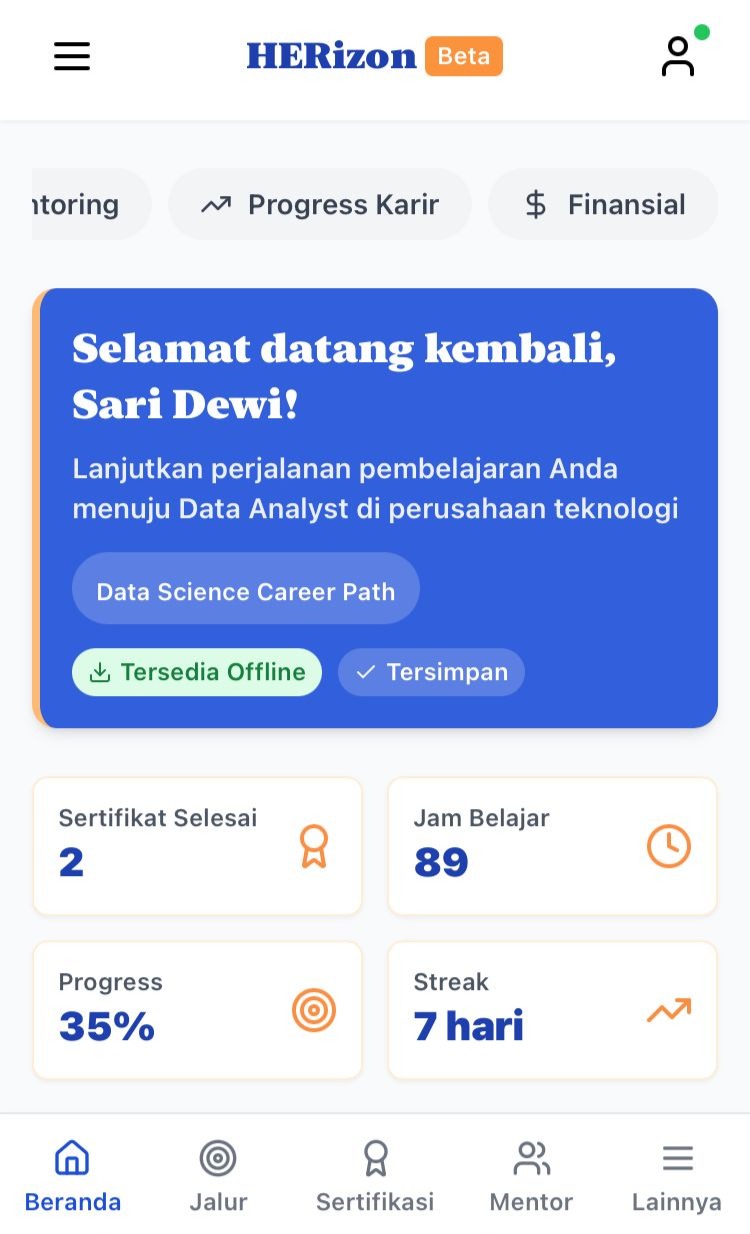 HERizon Beta
ntoring
Progress Karir
Finansial
Selamat datang kembali,
Sari Dewi!
Lanjutkan perjalanan pembelajaran Anda
menuju Data Analyst di perusahaan teknologi
Data Science Career Path
Tersedia Offline
Tersimpan
Sertifikat Selesai
2
Jam Belajar
89
Progress
35%
Streak
7 hari
Beranda
Jalur
Sertifikasi
Mentor
Lainnya